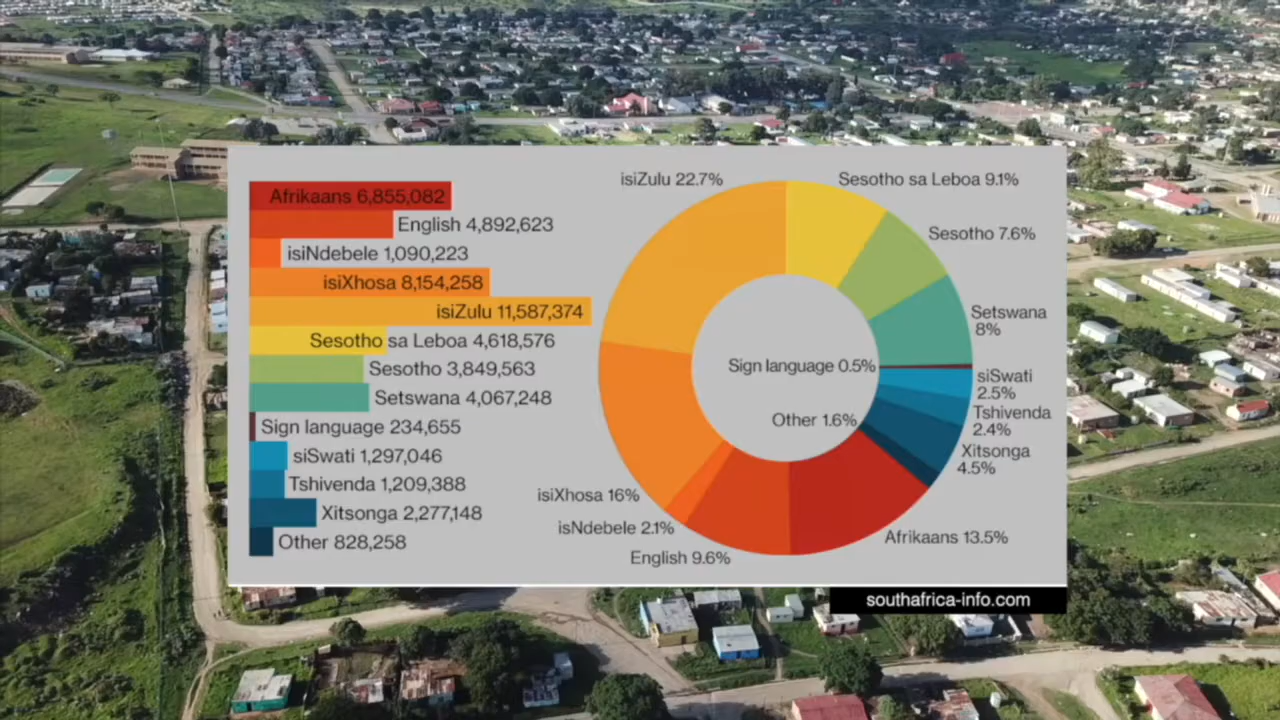 Afrikaans 6,855,082
English 4,892,623
isiNdebele 1,090,223
isiXhosa 8,154,258
isiZulu 11,587,374
Sesotho sa Leboa 4,618,576
Sesotho 3,849,563
Setswana 4,067,248
Sign language 234,655
siSwati 1,297,046
Tshivenda 1,209,388
Xitsonga 2,277,148
Other 828,258
isiZulu 22.7%
Sesotho sa Leboa 9.1%
Sesotho 7.6%
Setswana
8%
Sign language 0.5%
siSwati
2.5%
Tshivenda
2.4%
Other 1.6%
Xitsonga
4.5%
isiXhosa 16%
isNdebele 2.1%
English 9.6%
Afrikaans 13.5%
southafrica-info.com